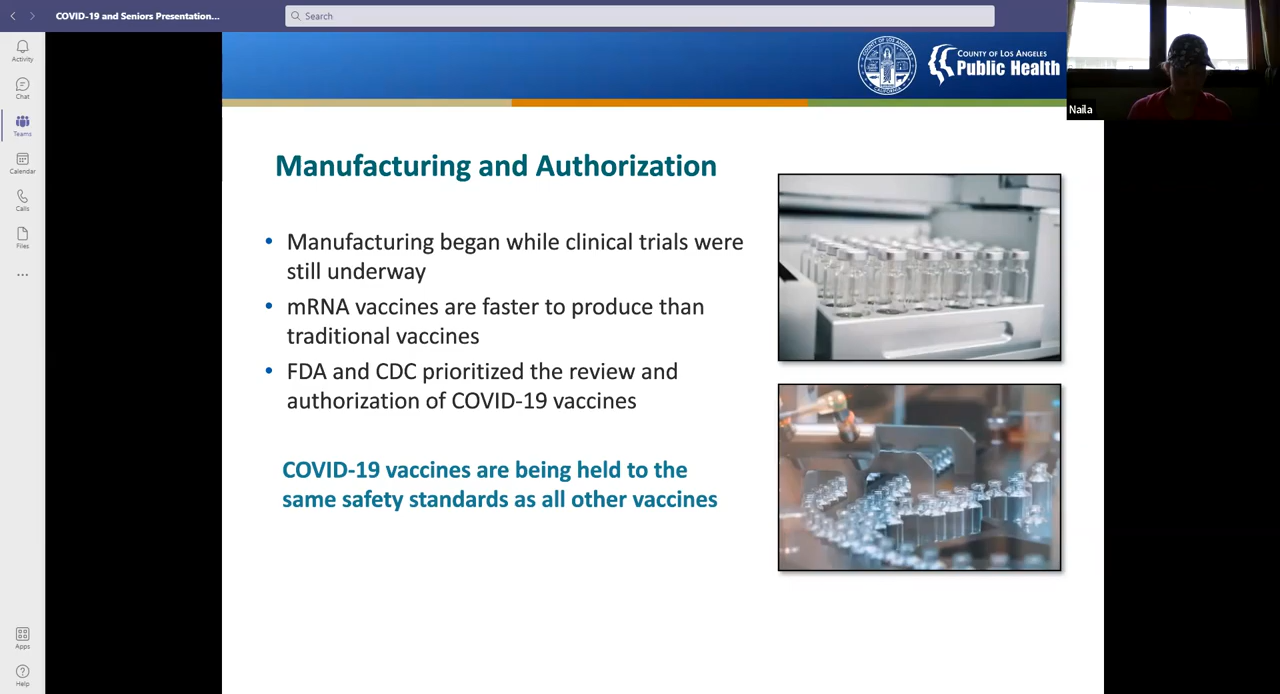 COVID-19 and Seniors Presentation...
Search
Activity
Chat
Teams
Calendar
Calls
Files
...
Apps
Help
COUNTY OF LOS ANGELES
Public Health
Naila
Manufacturing and Authorization
• Manufacturing began while clinical trials were
still underway
• mRNA vaccines are faster to produce than
traditional vaccines
• FDA and CDC prioritized the review and
authorization of COVID-19 vaccines
COVID-19 vaccines are being held to the
same safety standards as all other vaccines